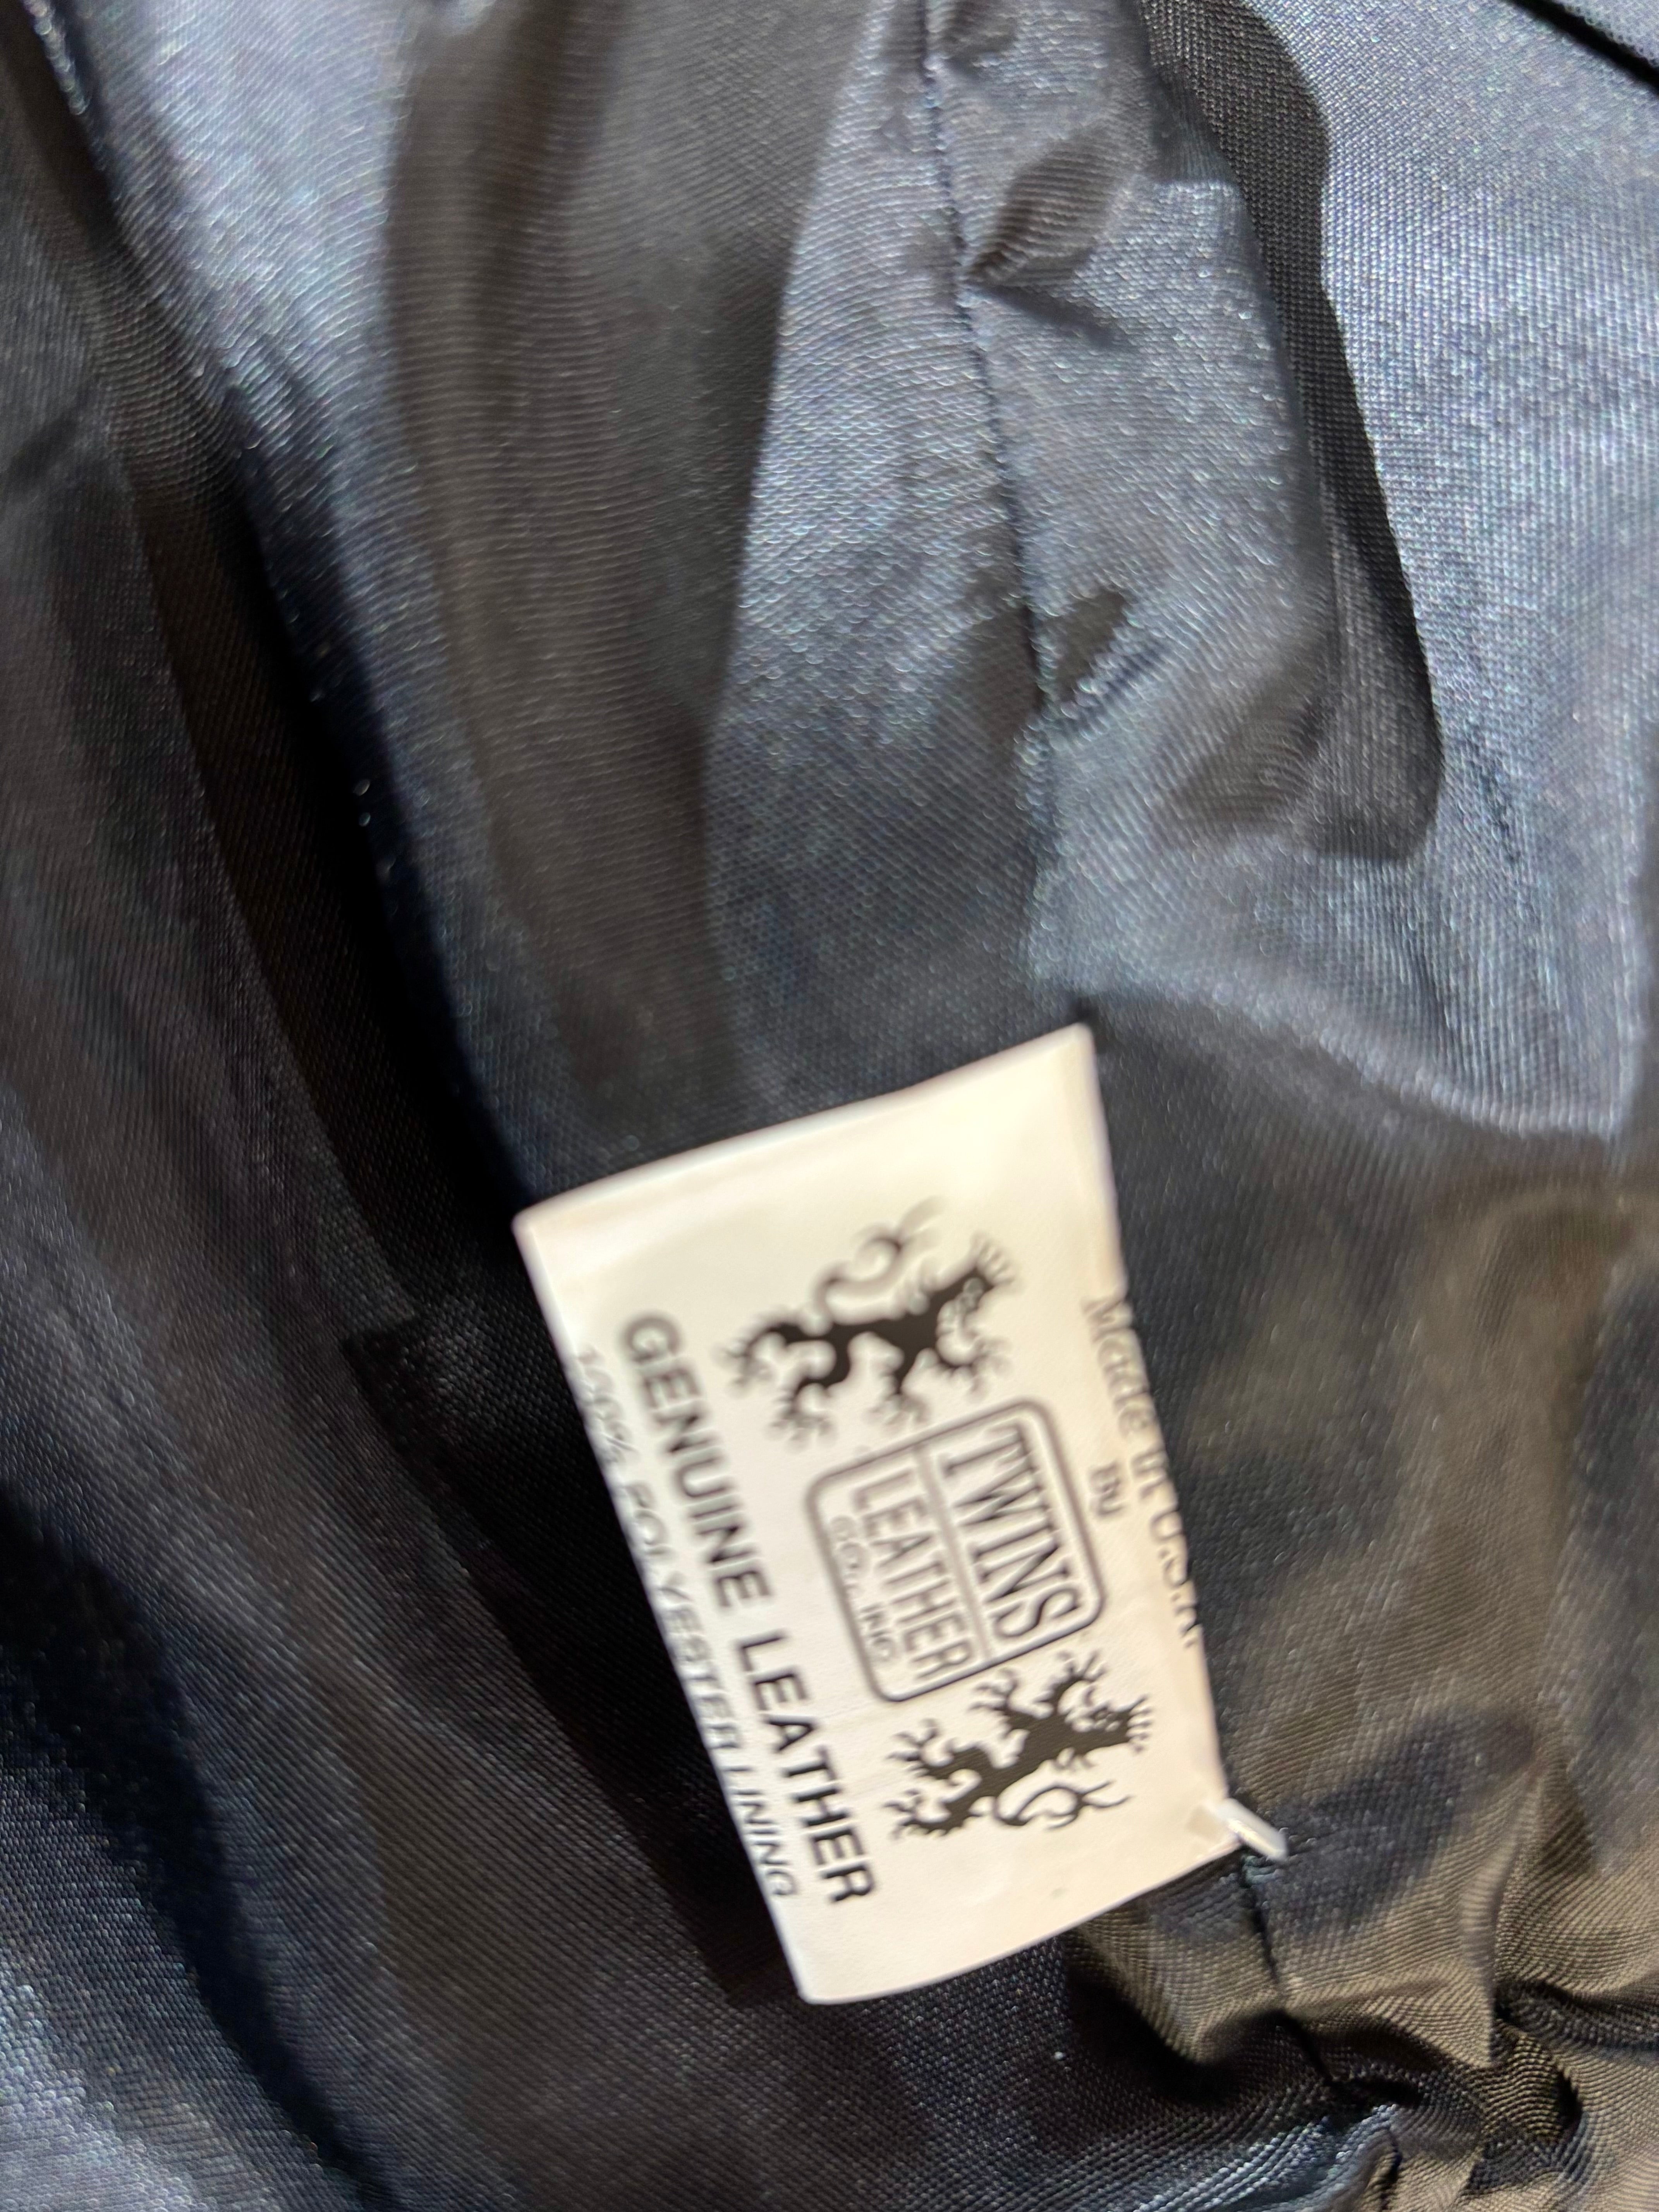 Made in U.S.A.
By
TWINS
LEATHER
CO., INC.
GENUINE LEATHER
100% POLYESTER LINING